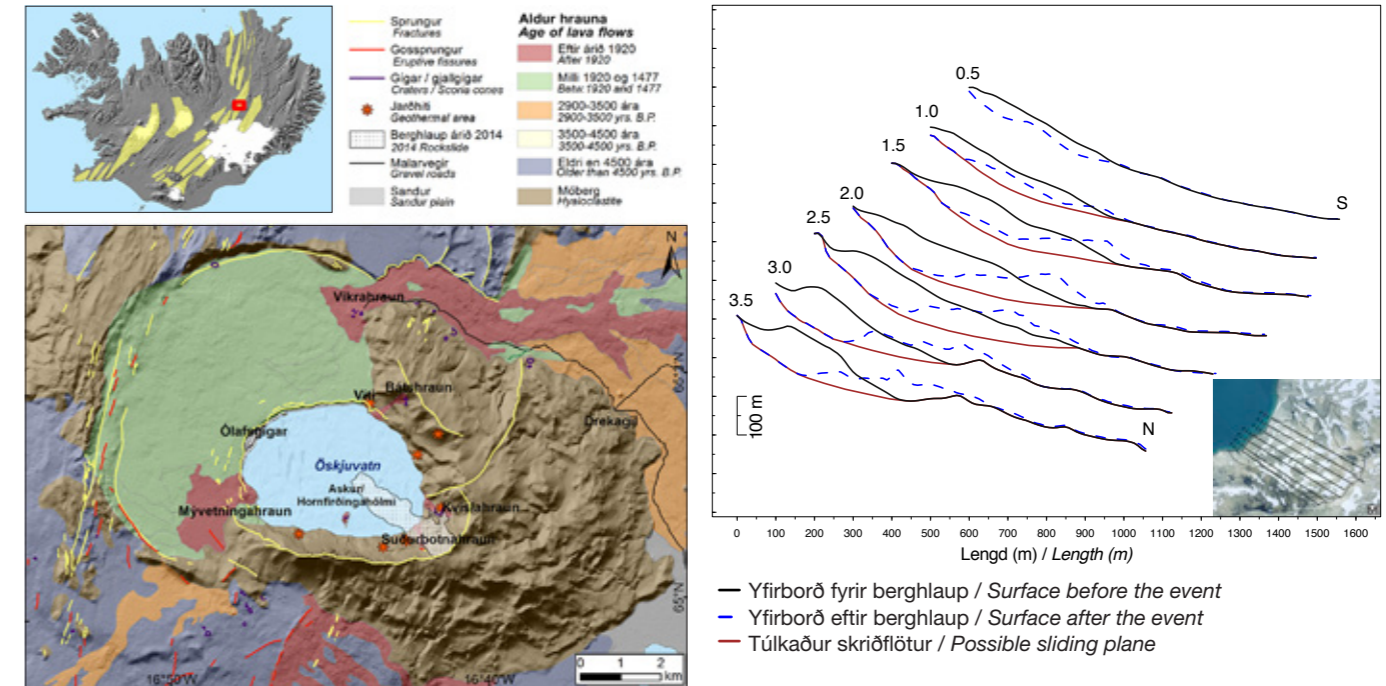 Sprungur
Fractures
Gossprungur
Eruptive fissures
Gígar / gjallgígar
Craters / Scoria cones
Jarðhiti
Geothermal area
Berghlaup árið 2014
2014 Rockslide
Malarvegir
Gravel roads
Sandur
Sandur plain
Aldur hrauna
Age of lava flows
Eftir árið 1920
After 1920
Milli 1920 og 1477
Betw. 1920 and 1477
2900-3500 ára
2900-3500 yrs. B.P.
3500-4500 ára
3500-4500 yrs. B.P.
Eldri en 4500 ára
Older than 4500 yrs. B.P.
Móberg
Hyaloclastite
N
Vikrahraun
Víti
Bátshraun
Drekagil
Ólafsgígar
Öskjuvatn
Askur/
Hornfirðingahólmi
Mývetningahraun
Kvíslahraun
Suðurbotnahraun
65°N
16°50'W
16°40'W
0 1 2
km
0.5
1.0
1.5
2.0
2.5
3.0
3.5
S
N
100 m
0 100 200 300 400 500 600 700 800 900 1000 1100 1200 1300 1400 1500 1600
Lengd (m) / Length (m)
Yfirborð fyrir berghlaup / Surface before the event
Yfirborð eftir berghlaup / Surface after the event
Túlkaður skriðflötur / Possible sliding plane